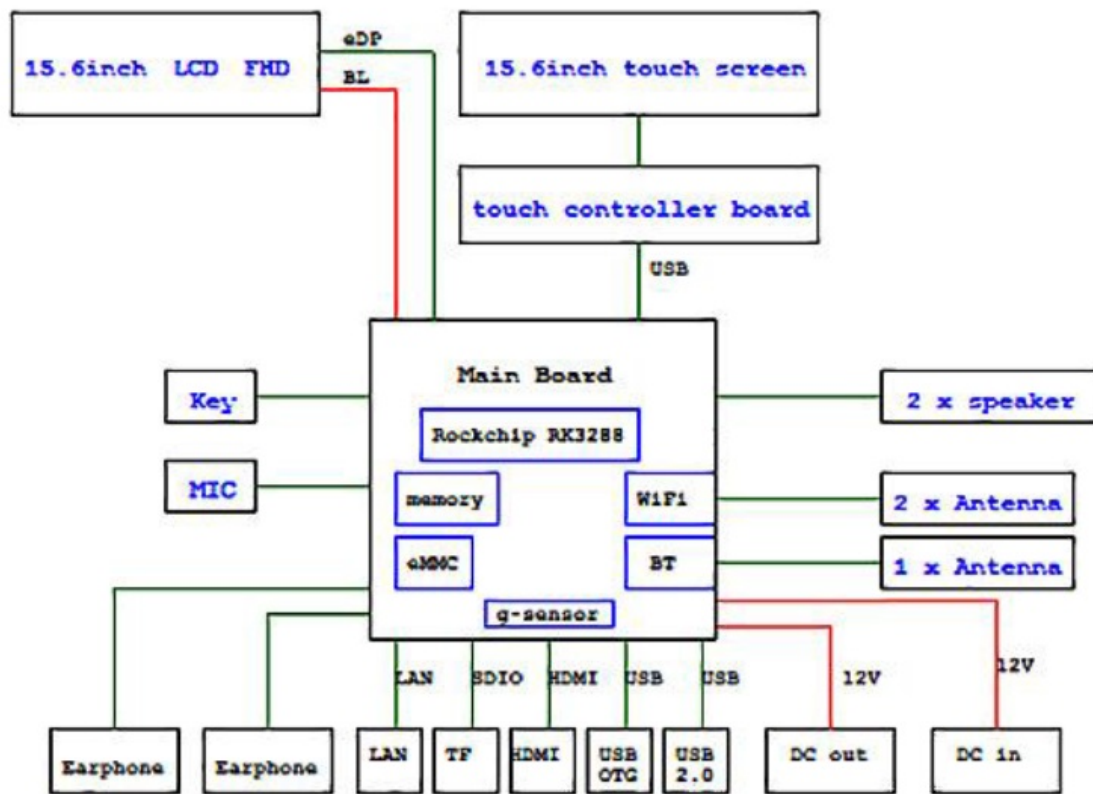 15.6inch LCD FHD
eDP
BL
15.6inch touch screen
touch controller board
USB
Main Board
Rockchip RK3288
memory
WiFi
eMMC
BT
g-sensor
Key
MIC
2 x speaker
2 x Antenna
1 x Antenna
LAN
SDIO
HDMI
USB
USB
12V
12V
Earphone
Earphone
LAN
TF
HDMI
USB
OTG
USB
2.0
DC out
DC in